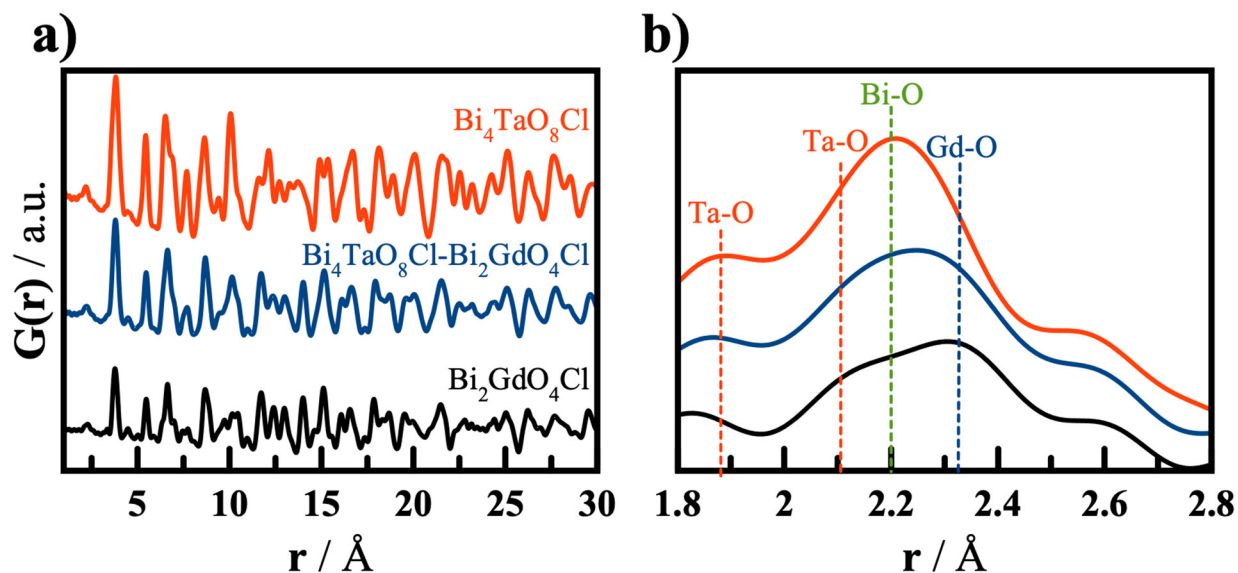 a)
b)
Bi₄TaO₈Cl
Bi₄TaO₈Cl-Bi₂GdO₄Cl
Bi₂GdO₄Cl
G(r) / a.u.
5 10 15 20 25 30
r / Å
Bi-O
Ta-O
Gd-O
Ta-O
1.8 2 2.2 2.4 2.6 2.8
r / Å